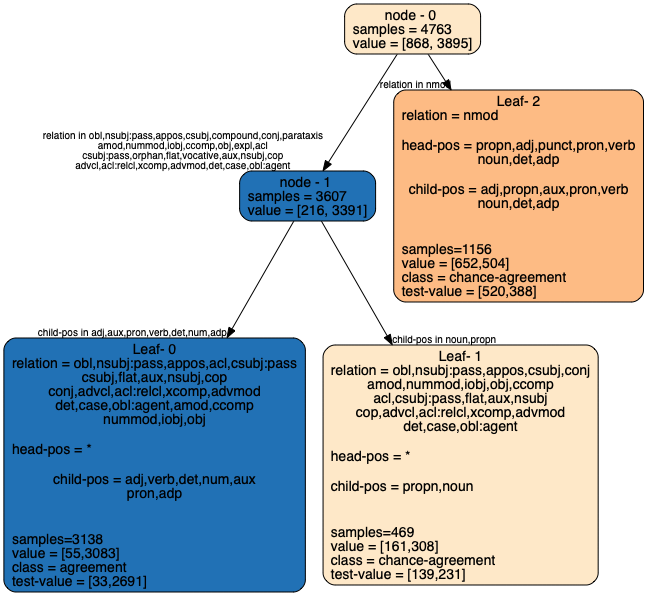 node - 0
samples = 4763
value = [868, 3895]
relation in nmod
Leaf- 2
relation = nmod
head-pos = propn,adj,punct,pron,verb
noun,det,adp
child-pos = adj,propn,aux,pron,verb
noun,det,adp
samples=1156
value = [652,504]
class = chance-agreement
test-value = [520,388]
relation in obl,nsubj:pass,appos,csubj,compound,conj,parataxis
amod,nummod,iobj,ccomp,obj,expl,acl
csubj:pass,orphan,flat,vocative,aux,nsubj,cop
advcl,acl:relcl,xcomp,advmod,det,case,obl:agent
node - 1
samples = 3607
value = [216, 3391]
child-pos in adj,aux,pron,verb,det,num,adp
Leaf- 0
relation = obl,nsubj:pass,appos,acl,csubj:pass
csubj,flat,aux,nsubj,cop
conj,advcl,acl:relcl,xcomp,advmod
det,case,obl:agent,amod,ccomp
nummod,iobj,obj
head-pos = *
child-pos = adj,verb,det,num,aux
pron,adp
samples=3138
value = [55,3083]
class = agreement
test-value = [33,2691]
child-pos in noun,propn
Leaf- 1
relation = obl,nsubj:pass,appos,csubj,conj
amod,nummod,iobj,obj,ccomp
acl,csubj:pass,flat,aux,nsubj
cop,advcl,acl:relcl,xcomp,advmod
det,case,obl:agent
head-pos = *
child-pos = propn,noun
samples=469
value = [161,308]
class = chance-agreement
test-value = [139,231]